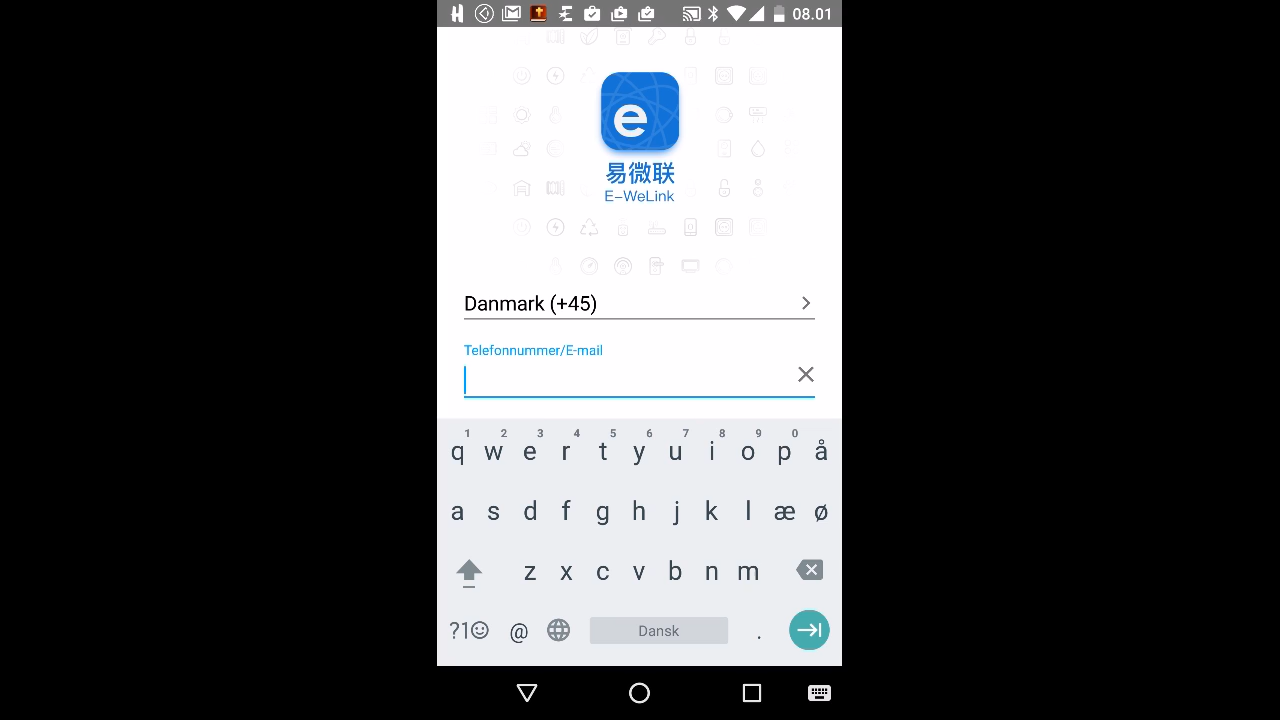 08.01
e
易微联
E-WeLink
Danmark (+45)
Telefonnummer/E-mail
1 2 3 4 5 6 7 8 9 0
q w e r t y u i o p å
a s d f g h j k l æ ø
z x c v b n m
?1 @ Dansk .